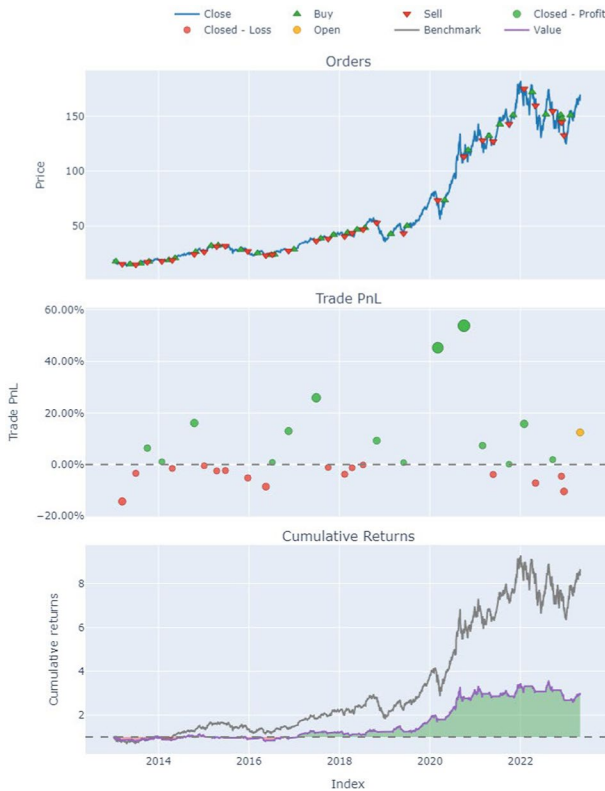 Close Buy Sell Closed - Profit
Closed - Loss Open Benchmark Value
Orders
150
100
50
Price
Trade PnL
60.00%
40.00%
20.00%
0.00%
−20.00%
Trade PnL
Cumulative Returns
8
6
4
2
Cumulative returns
2014 2016 2018 2020 2022
Index